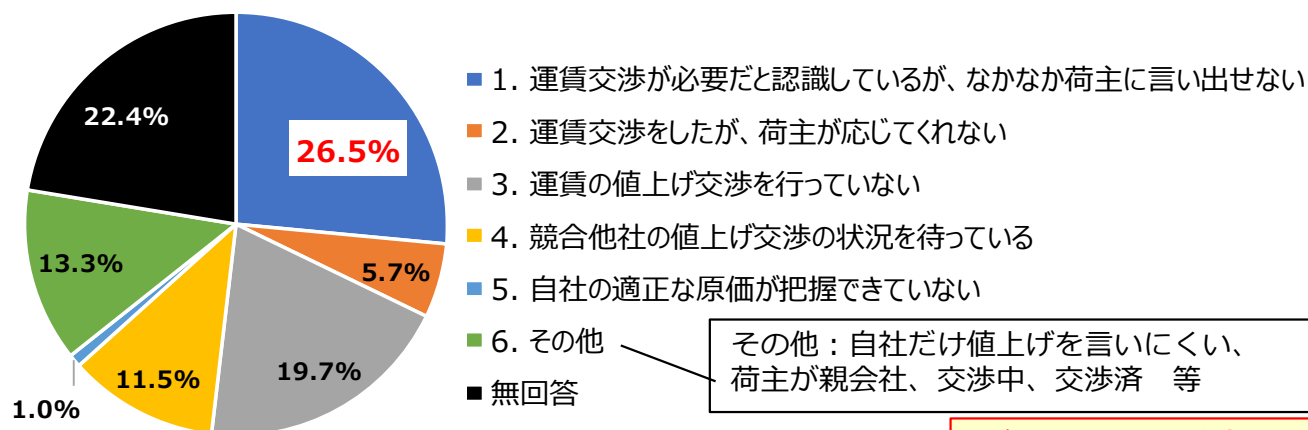 22.4%
26.5%
5.7%
19.7%
11.5%
1.0%
13.3%
1. 運賃交渉が必要だと認識しているが、なかなか荷主に言い出せない
2. 運賃交渉をしたが、荷主が応じてくれない
3. 運賃の値上げ交渉を行っていない
4. 競合他社の値上げ交渉の状況を待っている
5. 自社の適正な原価が把握できていない
6. その他
無回答
その他：自社だけ値上げを言いにくい、
荷主が親会社、交渉中、交渉済　等